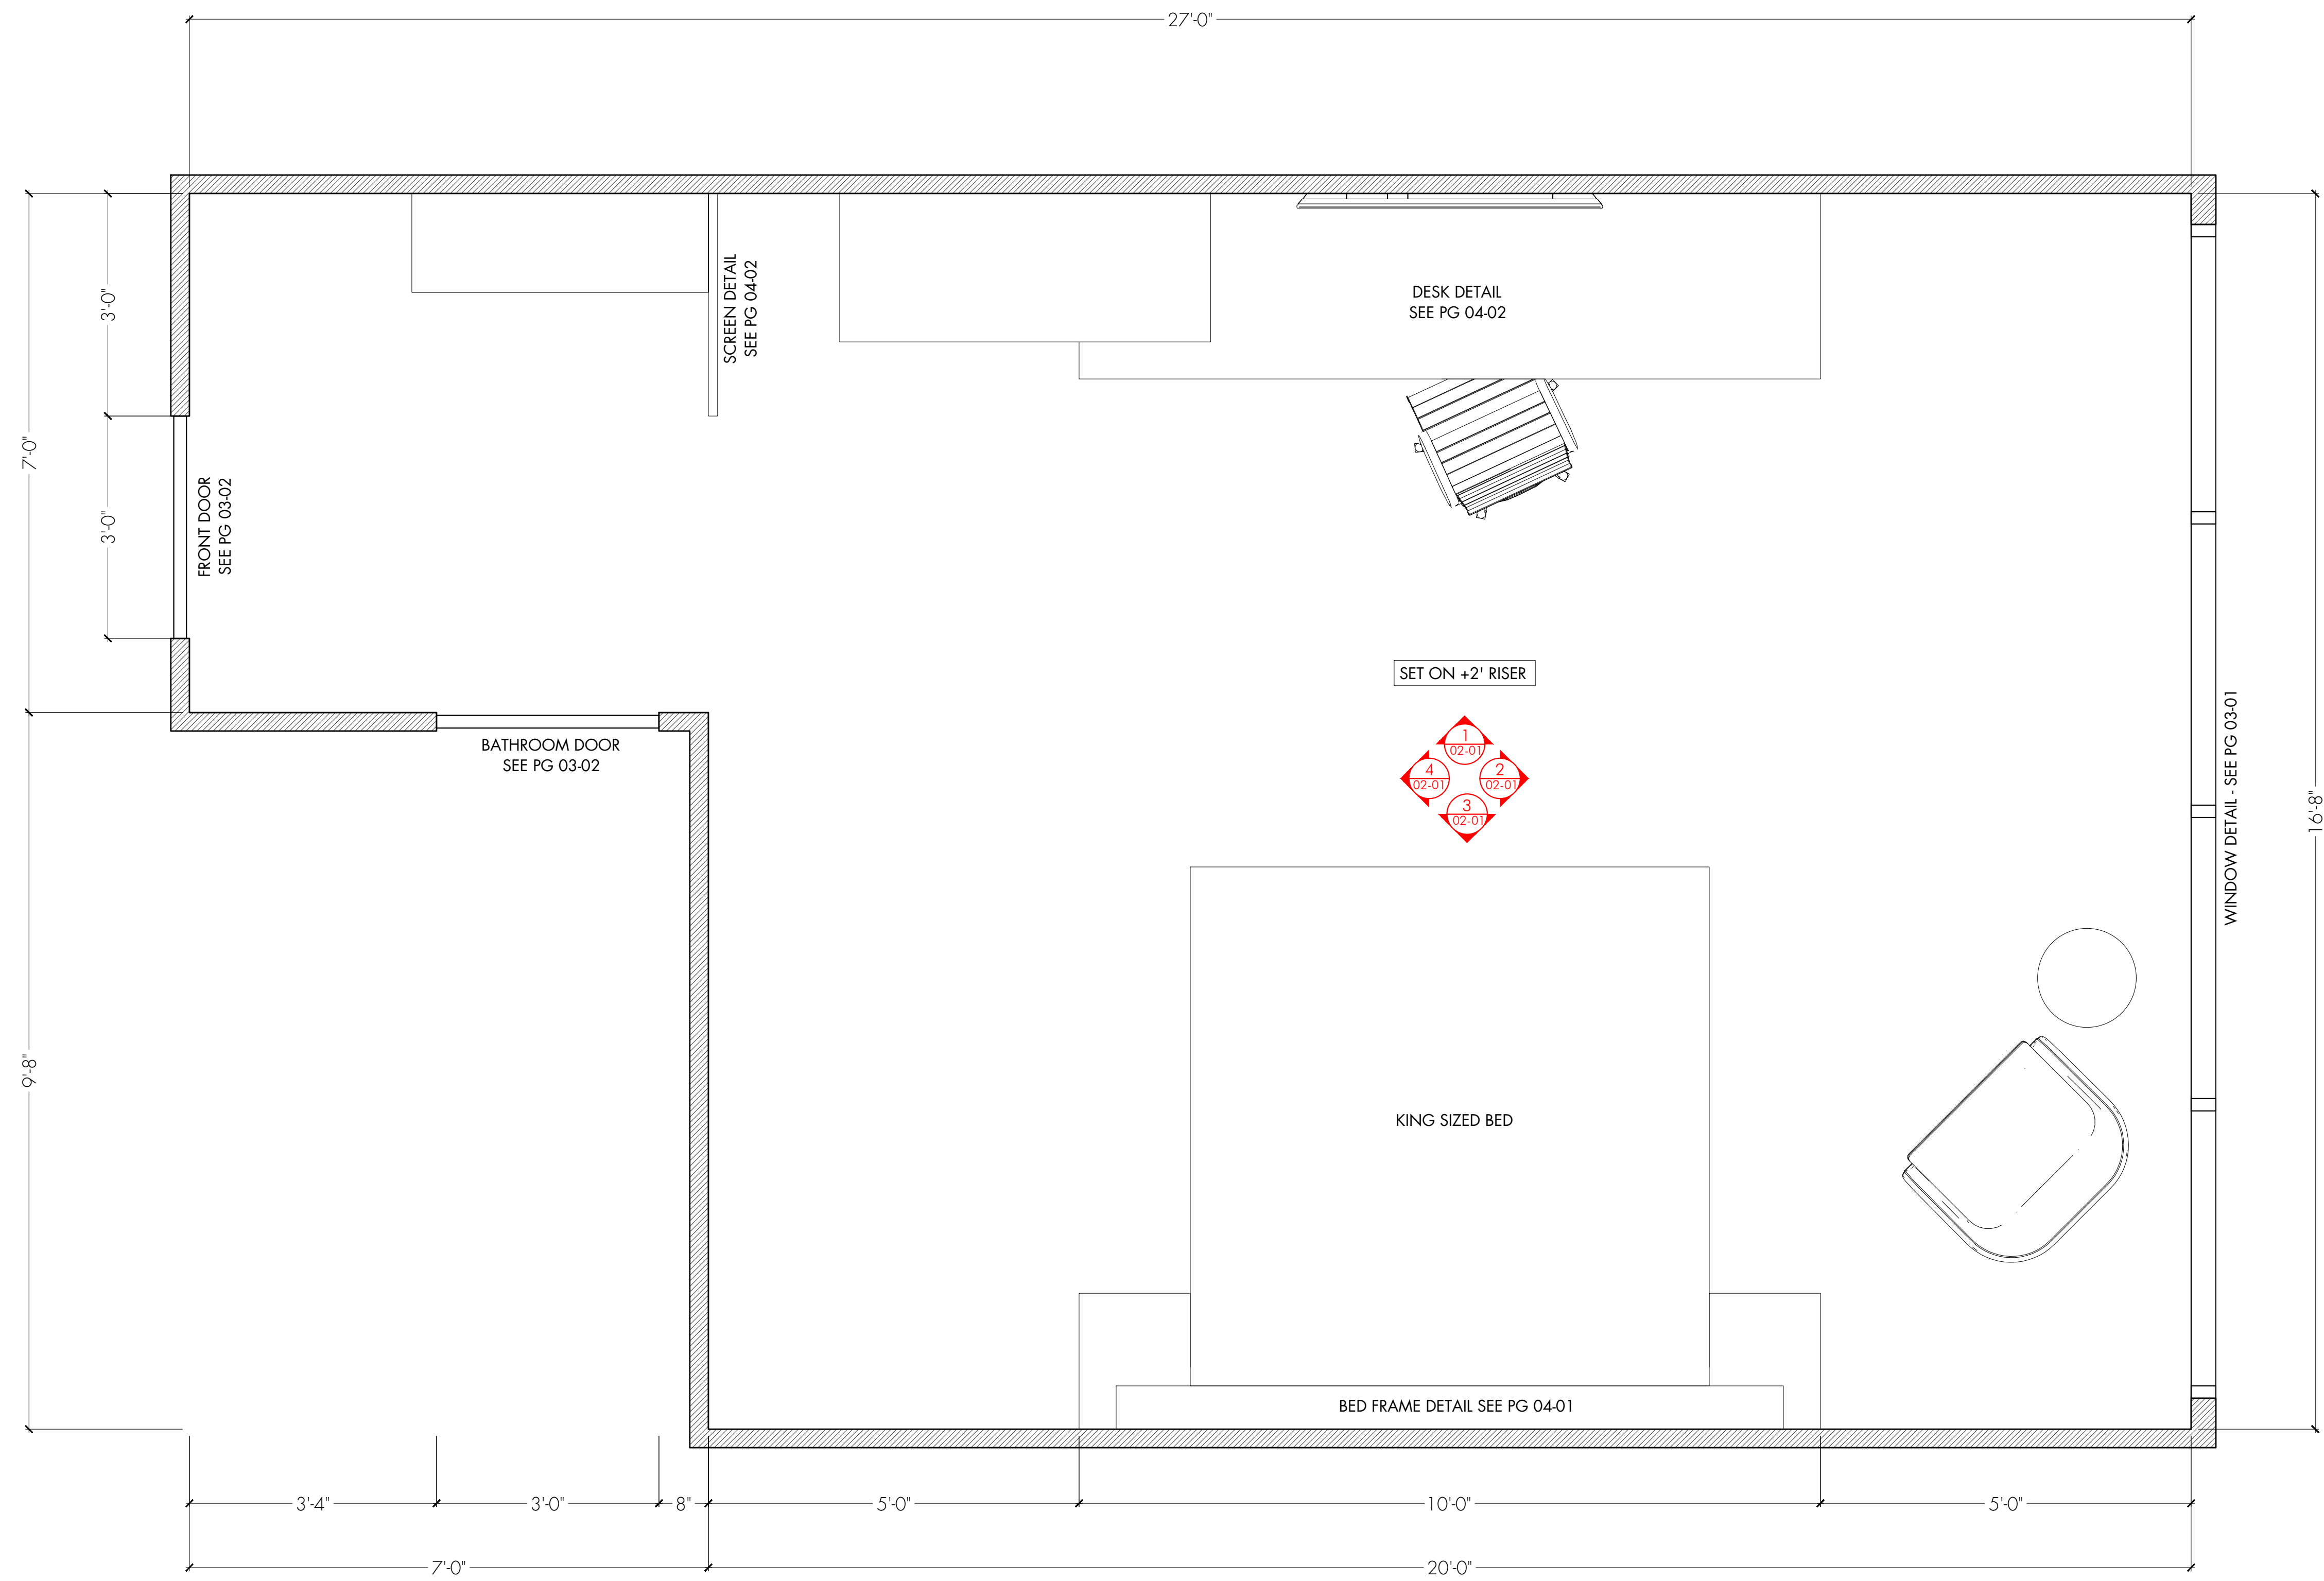 27'-0"
3'-0"
7'-0"
3'-0"
9'-8"
16'-8"
SCREEN DETAIL
SEE PG 04-02
DESK DETAIL
SEE PG 04-02
FRONT DOOR
SEE PG 03-02
SET ON +2' RISER
BATHROOM DOOR
SEE PG 03-02
1
02-01
4
02-01
2
02-01
3
02-01
WINDOW DETAIL - SEE PG 03-01
KING SIZED BED
BED FRAME DETAIL SEE PG 04-01
3'-4"
3'-0"
8"
5'-0"
10'-0"
5'-0"
7'-0"
20'-0"